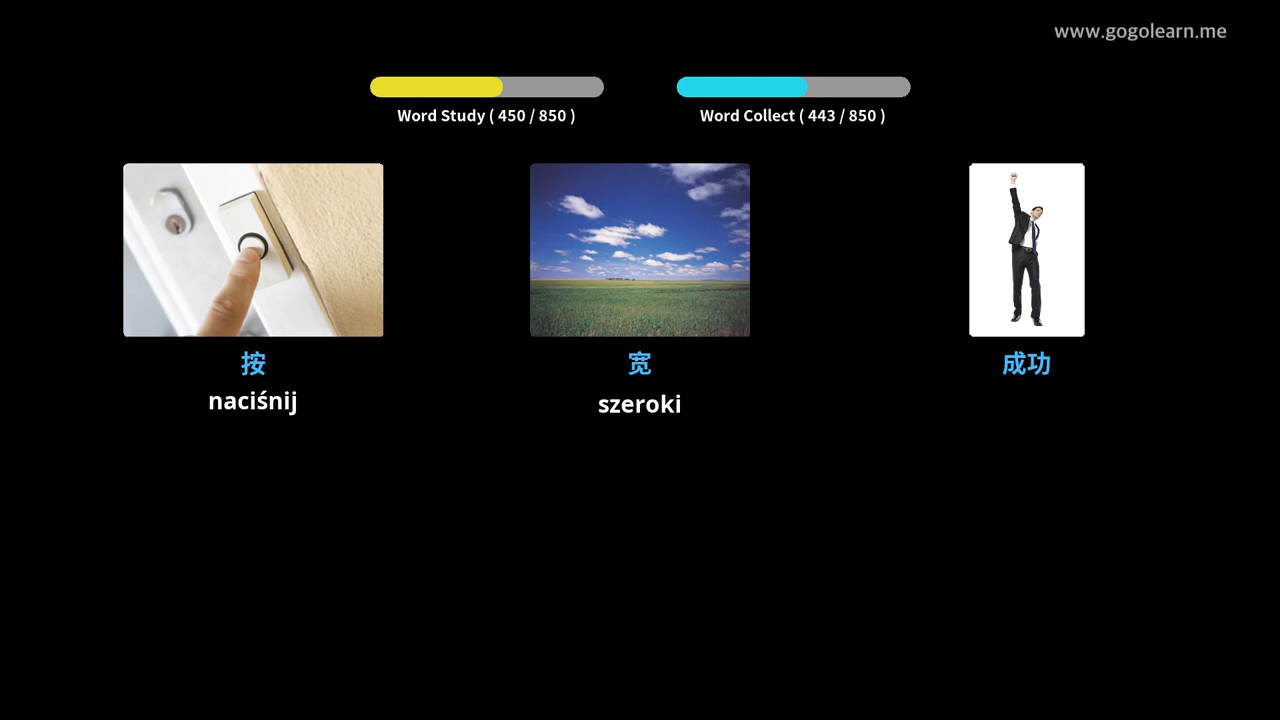 www.gogolearn.me
Word Study ( 450 / 850 )
Word Collect ( 443 / 850 )
按
宽
成功
naciśnij
szeroki